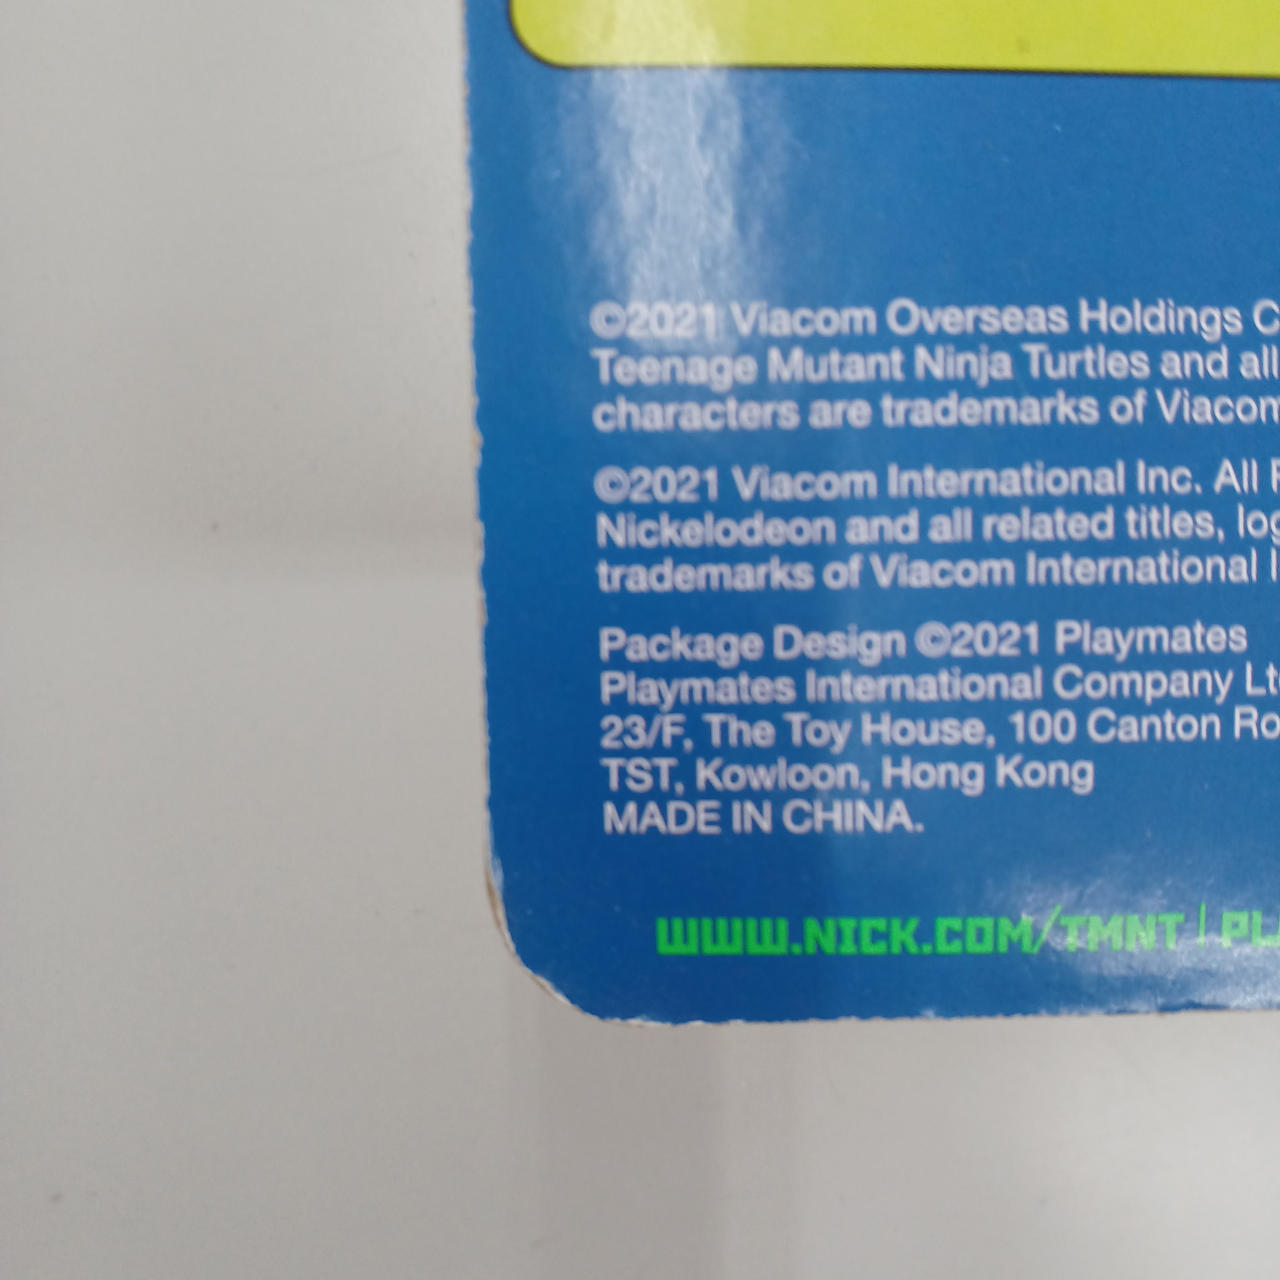 ©2021 Viacom Overseas Holdings
Teenage Mutant Ninja Turtles and all
characters are trademarks of Viacom
©2021 Viacom International Inc. All
Nickelodeon and all related titles,
trademarks of Viacom International
Package Design ©2021 Playmates
Playmates International Company
23/F, The Toy House, 100 Canton
TST, Kowloon, Hong Kong
MADE IN CHINA.
WWW.NICK.COM/TMNT |